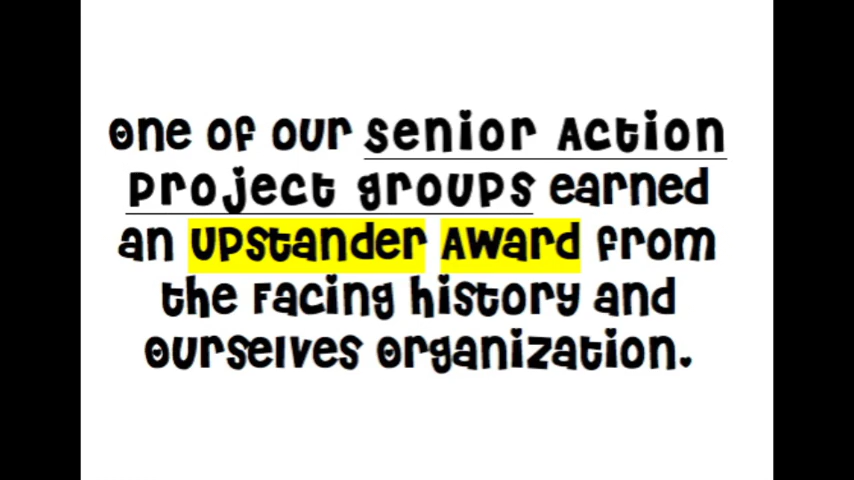 One of our Senior Action
Project groups earned
an Upstander Award from
the Facing history and
Ourselves Organization.